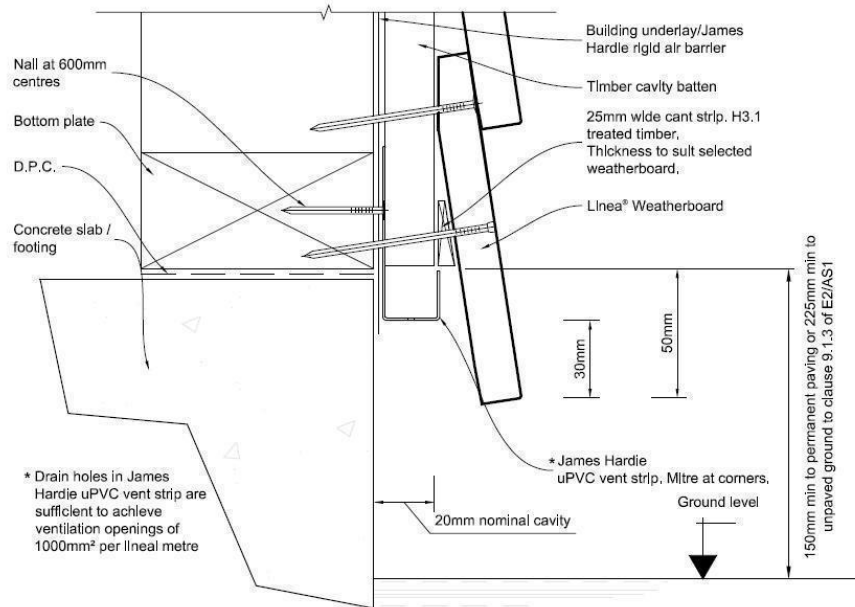 Building underlay/James
Hardie rigid air barrier
Nail at 600mm
centres
Timber cavity batten
25mm wide cant strip. H3.1
treated timber.
Thickness to suit selected
weatherboard.
Bottom plate
D.P.C.
Linea® Weatherboard
Concrete slab /
footing
30mm
50mm
150mm min to permanent paving or 225mm min to
unpaved ground to clause 9.1.3 of E2/AS1
* James Hardie
uPVC vent strip. Mitre at corners.
* Drain holes in James
Hardie uPVC vent strip are
sufficient to achieve
ventilation openings of
1000mm² per lineal metre
20mm nominal cavity
Ground level